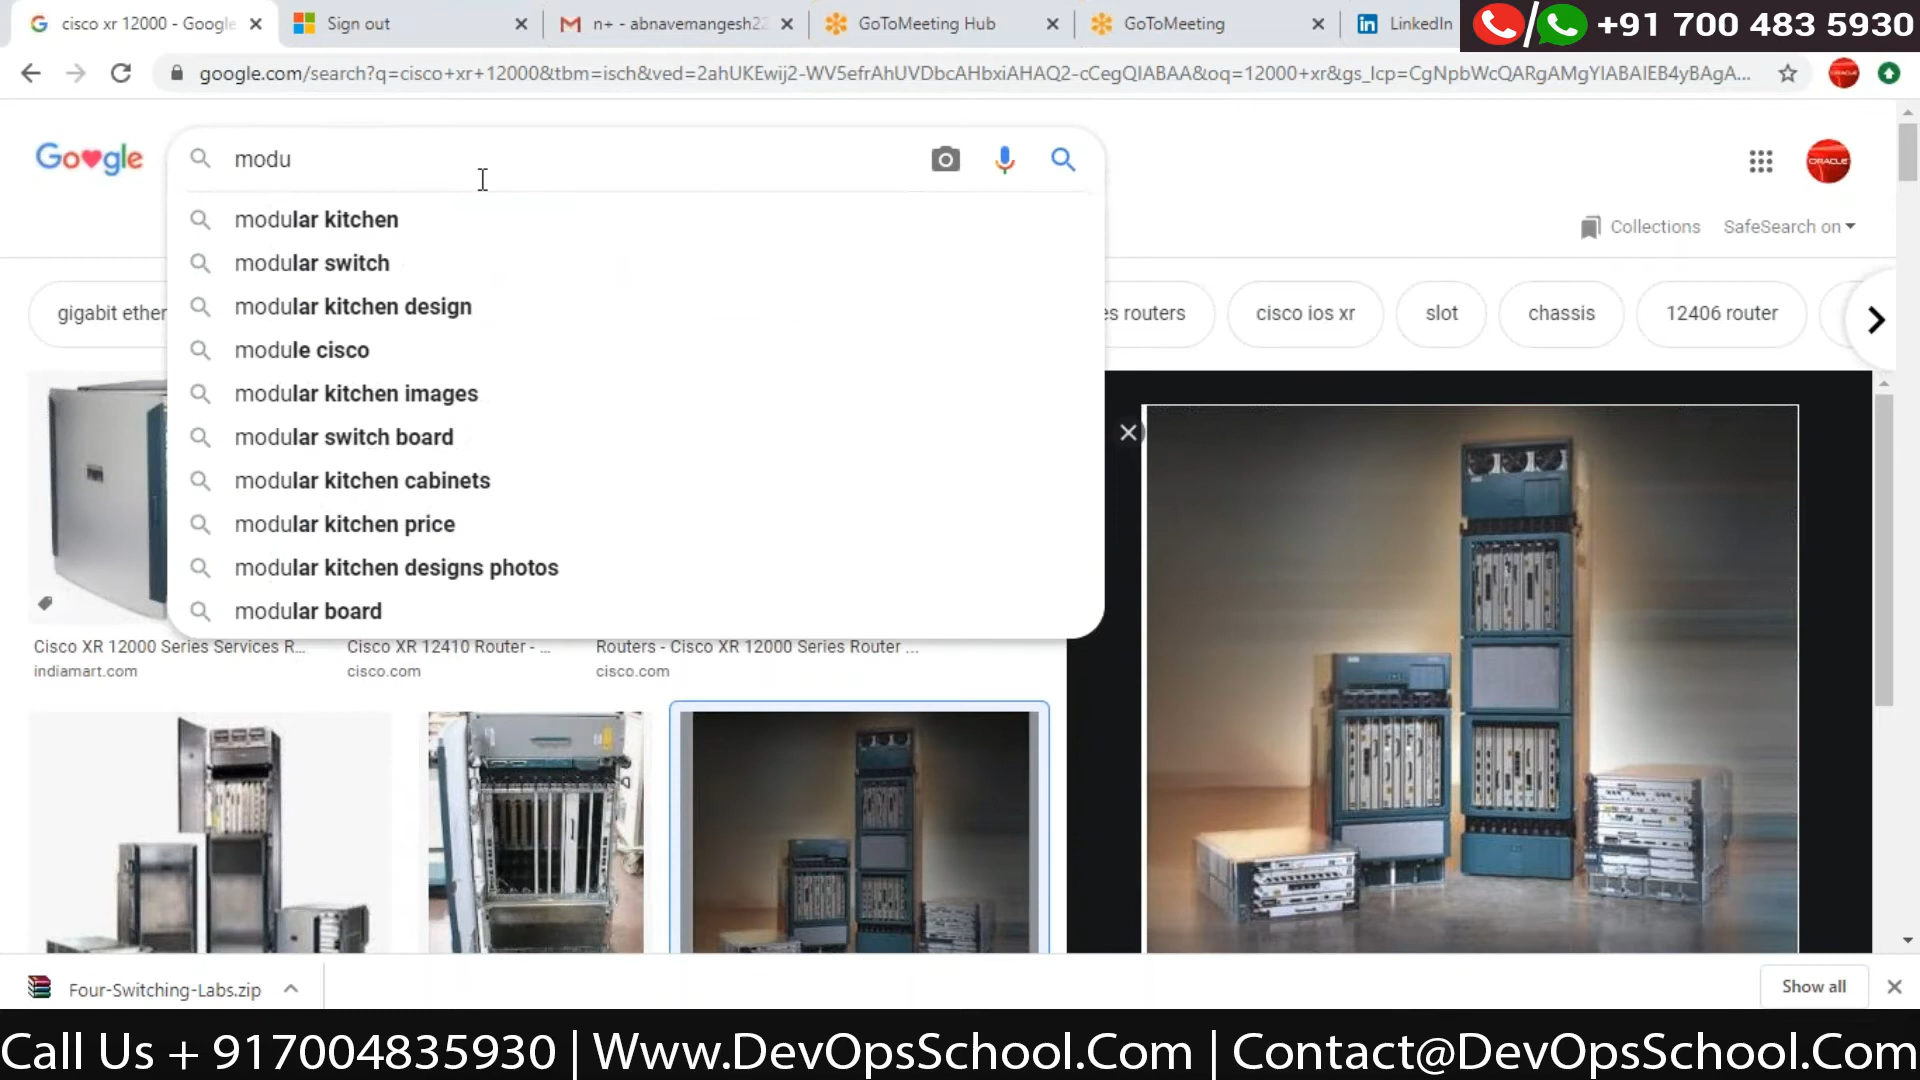 cisco xr 12000 - Google
Sign out
n+ - abnavemangesh22
GoToMeeting Hub
GoToMeeting
LinkedIn
+91 700 483 5930
google.com/search?q=cisco+xr+12000&tbm=isch&ved=2ahUKEwij2-WV5efrAhUVDbcAHbxiAHAQ2-cCegQIABAA&oq=12000+xr&gs_lcp=CgNpbWcQARgAMgYIABAIEB4yBAgA...
Google
modu
ORACLE
modular kitchen
Collections
SafeSearch on
modular switch
modular kitchen design
gigabit ether
es routers
cisco ios xr
slot
chassis
12406 router
module cisco
modular kitchen images
modular switch board
modular kitchen cabinets
modular kitchen price
modular kitchen designs photos
modular board
Cisco XR 12000 Series Services R...
indiamart.com
Cisco XR 12410 Router - ...
cisco.com
Routers - Cisco XR 12000 Series Router ...
cisco.com
Four-Switching-Labs.zip
Show all
Call Us + 917004835930 | Www.DevOpsSchool.Com | Contact@DevOpsSchool.Com